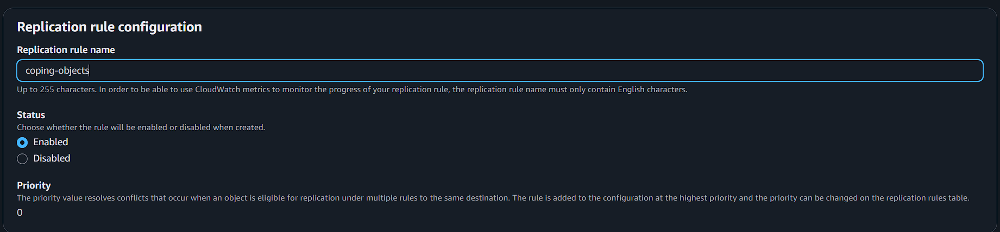 Replication rule configuration
Replication rule name
coping-objects
Up to 255 characters. In order to be able to use CloudWatch metrics to monitor the progress of your replication rule, the replication rule name must only contain English characters.
Status
Choose whether the rule will be enabled or disabled when created.
Enabled
Disabled
Priority
The priority value resolves conflicts that occur when an object is eligible for replication under multiple rules to the same destination. The rule is added to the configuration at the highest priority and the priority can be changed on the replication rules table.
0